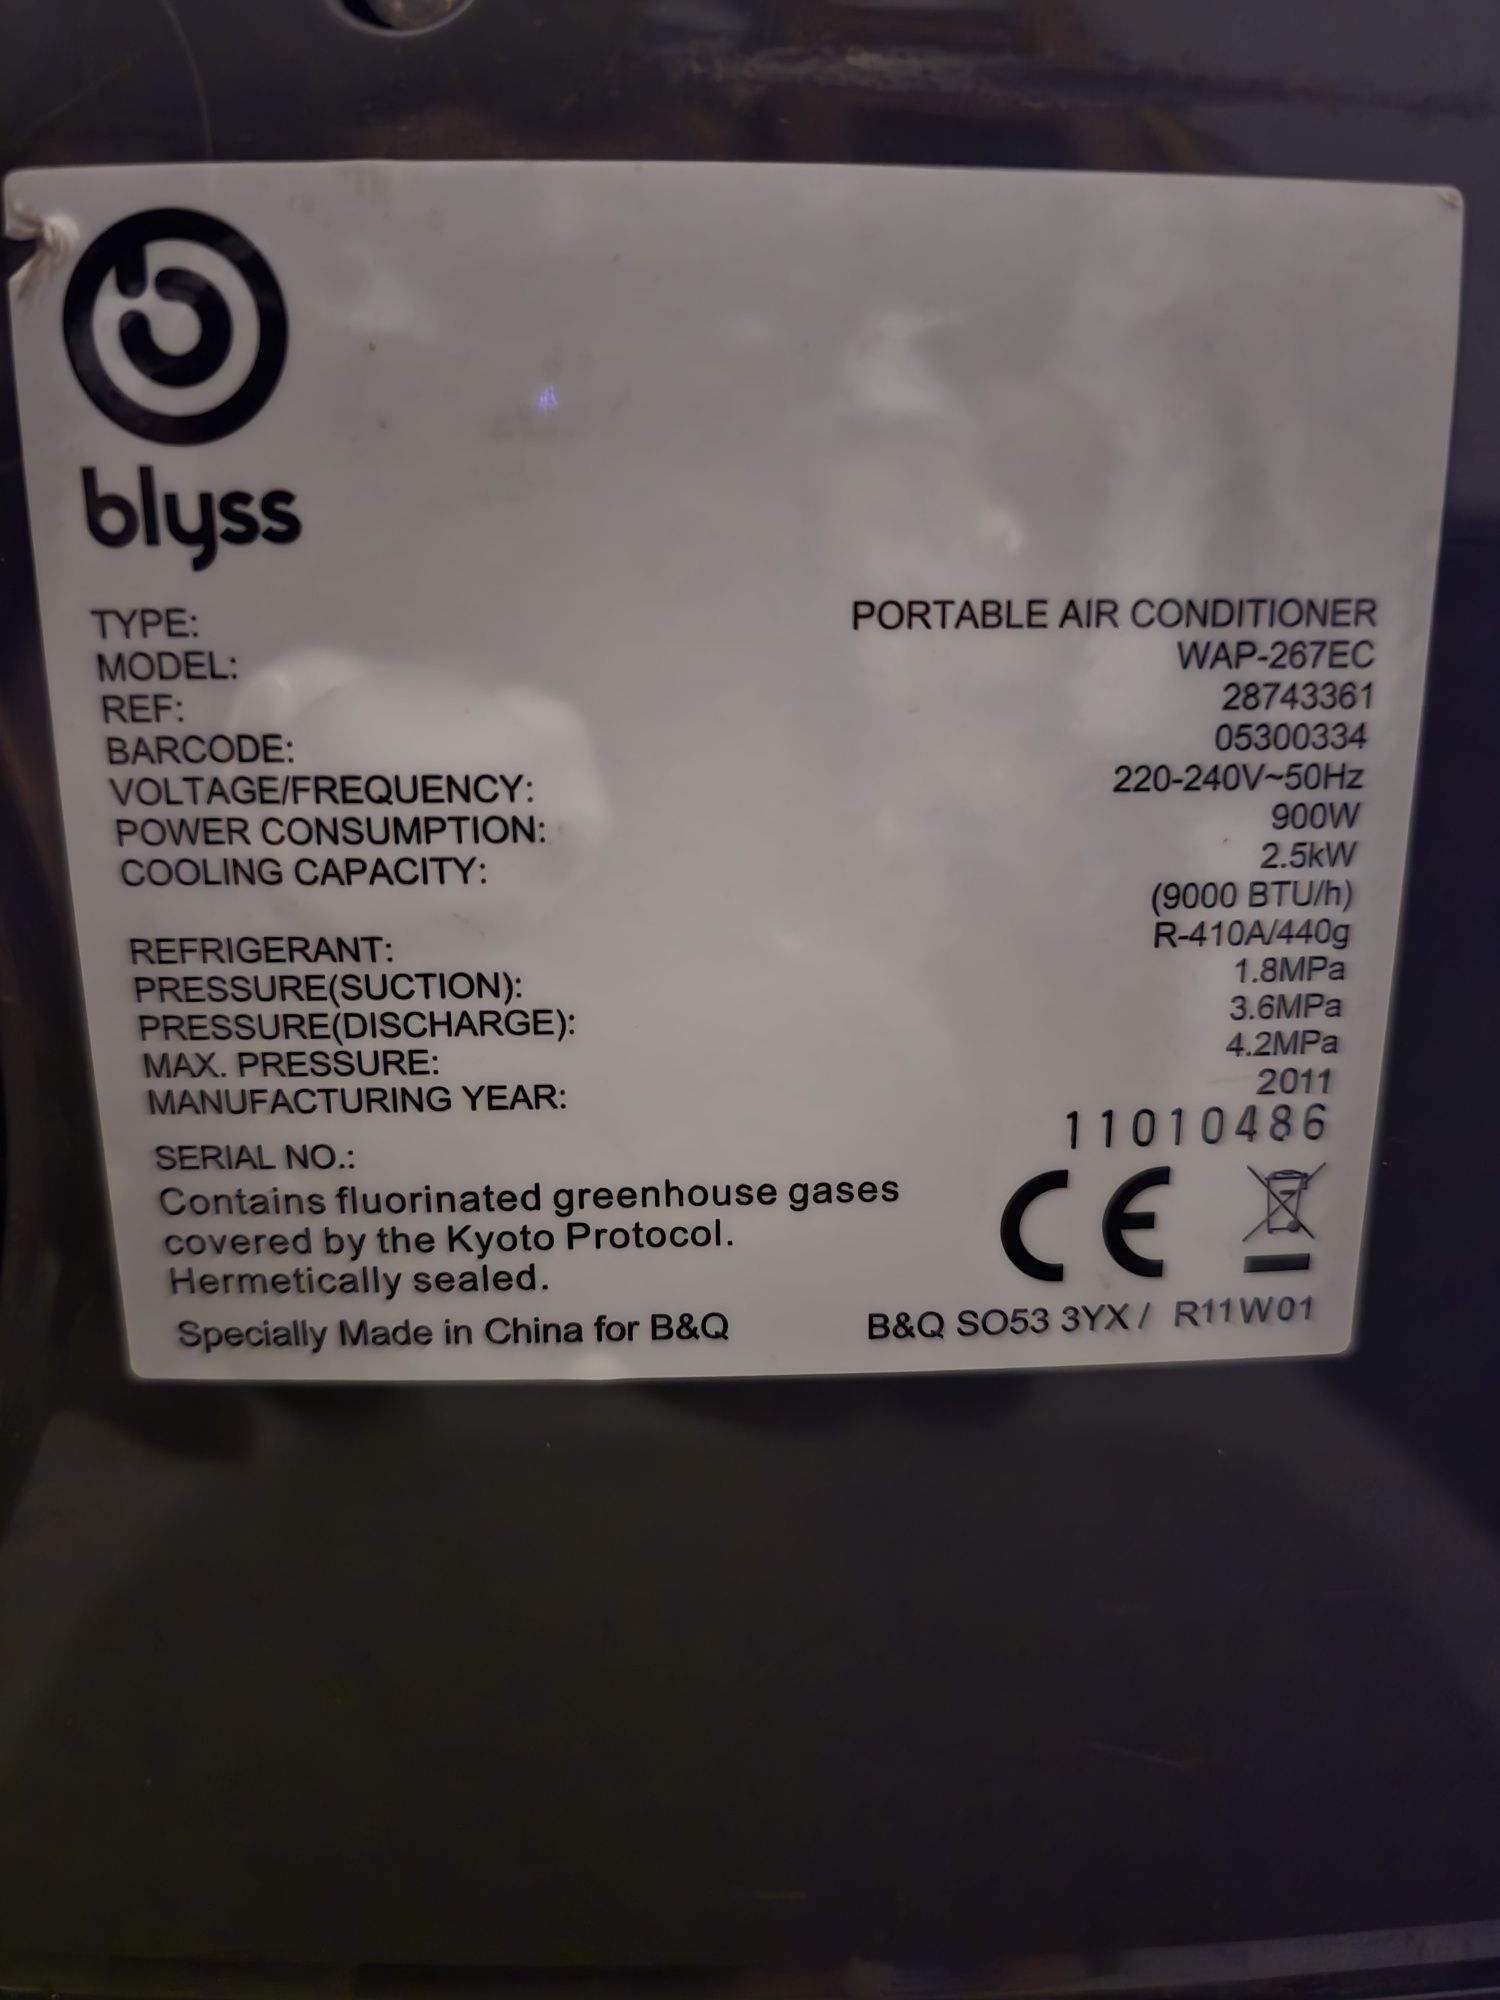 blyss
TYPE: PORTABLE AIR CONDITIONER
MODEL: WAP-267EC
REF: 28743361
BARCODE: 05300334
VOLTAGE/FREQUENCY: 220-240V~50Hz
POWER CONSUMPTION: 900W
COOLING CAPACITY: 2.5kW
(9000 BTU/h)
REFRIGERANT: R-410A/440g
PRESSURE(SUCTION): 1.8MPa
PRESSURE(DISCHARGE): 3.6MPa
MAX. PRESSURE: 4.2MPa
MANUFACTURING YEAR: 2011
SERIAL NO.: 11010486
Contains fluorinated greenhouse gases
covered by the Kyoto Protocol.
Hermetically sealed.
CE
Specially Made in China for B&Q B&Q SO53 3YX / R11W01